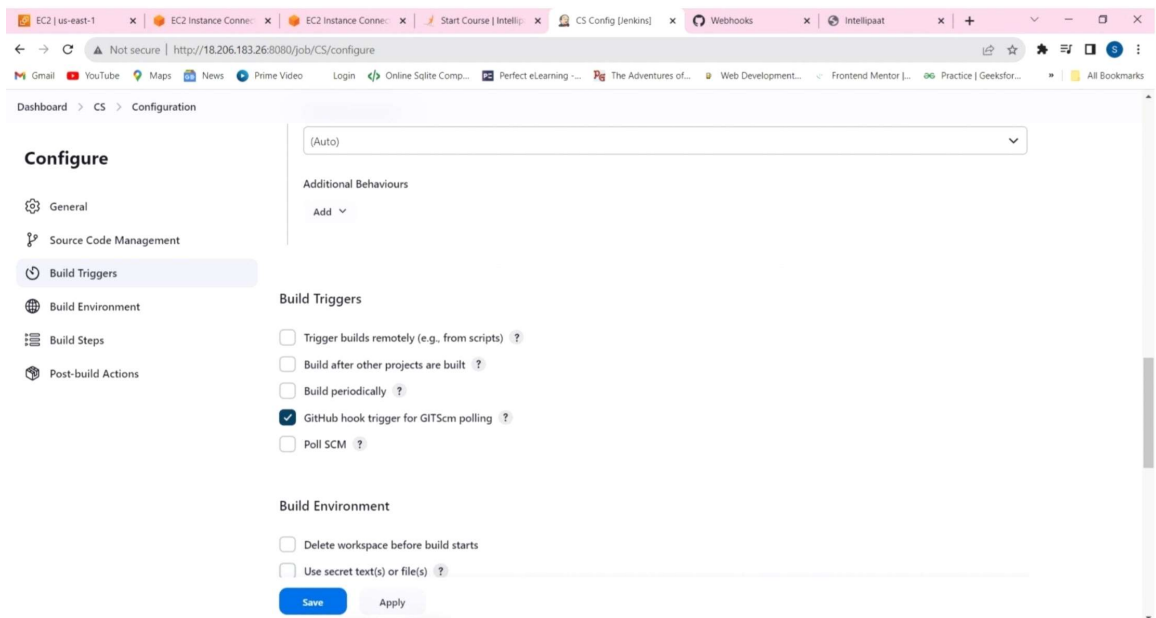 EC2 | us-east-1
EC2 Instance Connec
EC2 Instance Connec
Start Course | Intellip
CS Config [Jenkins]
Webhooks
Intellipaat
Not secure | http://18.206.183.26:8080/job/CS/configure
S
Gmail
YouTube
Maps
News
Prime Video
Login
Online Sqlite Comp...
Perfect eLearning -...
The Adventures of...
Web Development...
Frontend Mentor |...
Practice | Geeksfor...
»
All Bookmarks
Dashboard > CS > Configuration
Configure
General
Source Code Management
Build Triggers
Build Environment
Build Steps
Post-build Actions
(Auto)
Additional Behaviours
Add
Build Triggers
Trigger builds remotely (e.g., from scripts) ?
Build after other projects are built ?
Build periodically ?
GitHub hook trigger for GITScm polling ?
Poll SCM ?
Build Environment
Delete workspace before build starts
Use secret text(s) or file(s) ?
Save
Apply